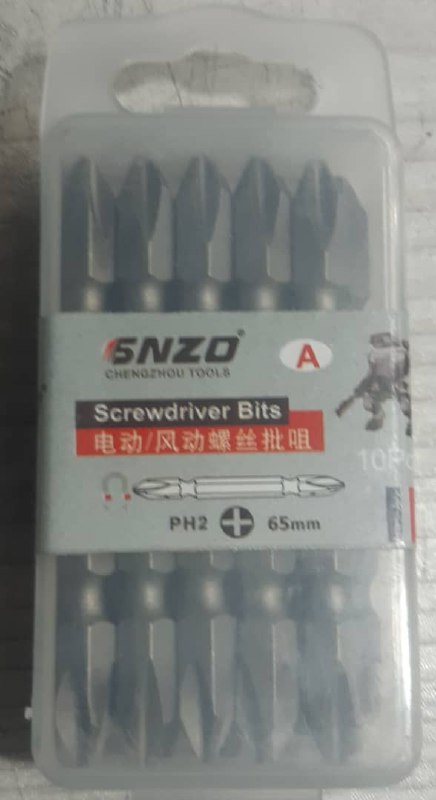 SNZO®
A
CHENGZHOU TOOLS
Screwdriver Bits
电动/风动螺丝批咀
PH2 65mm